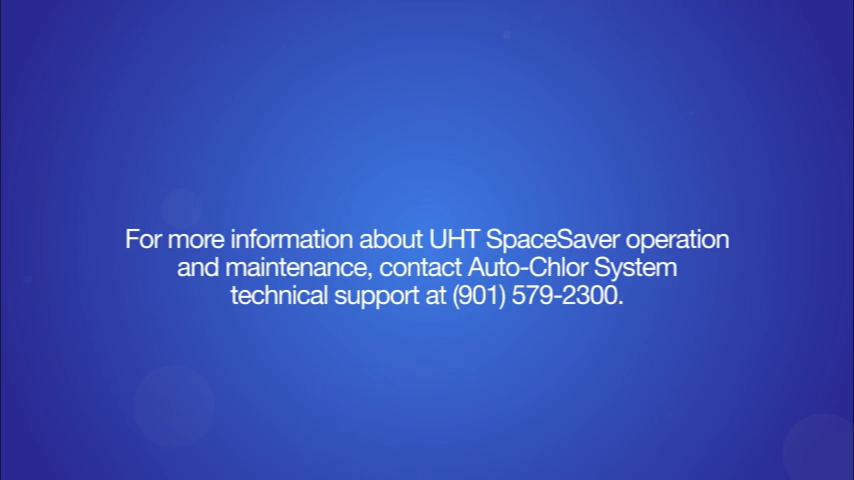 For more information about UHT SpaceSaver operation
and maintenance, contact Auto-Chlor System
technical support at (901) 579-2300.